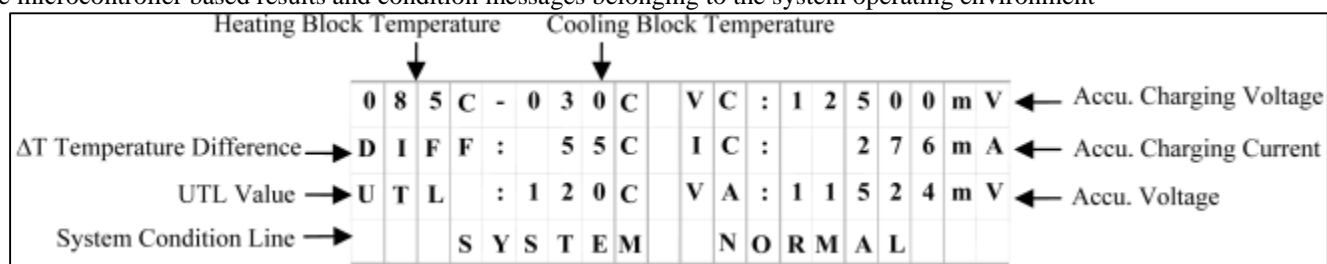 e microcontroller based results and condition messages belonging to the system operating environment
Heating Block Temperature Cooling Block Temperature
085C-030C VC:12500mV Accu. Charging Voltage
ΔT Temperature Difference DIFF: 55C IC: 276mA Accu. Charging Current
UTL Value UTL :120C VA:11524mV Accu. Voltage
System Condition Line SYSTEM NORMAL